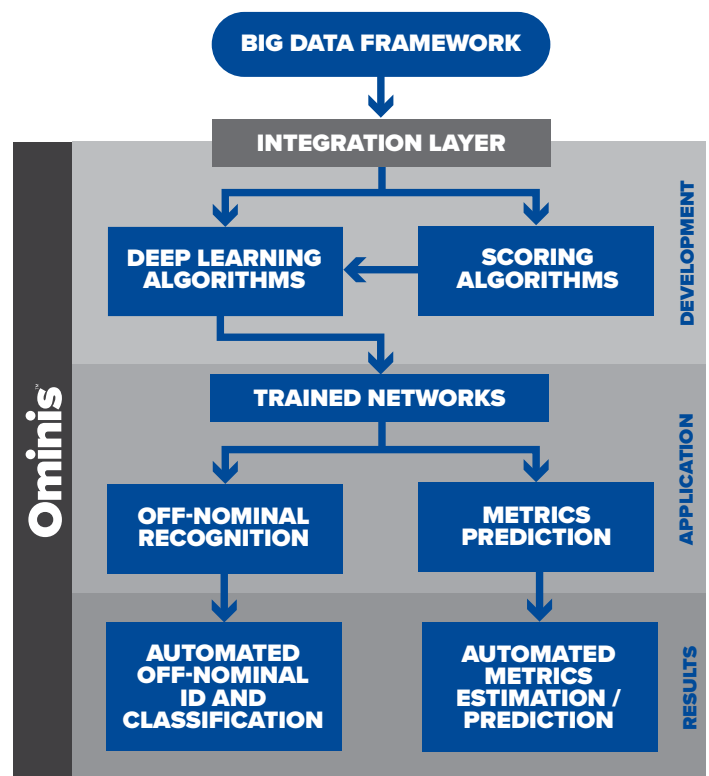 BIG DATA FRAMEWORK
INTEGRATION LAYER
DEEP LEARNING
ALGORITHMS
SCORING
ALGORITHMS
DEVELOPMENT
TRAINED NETWORKS
OFF-NOMINAL
RECOGNITION
METRICS
PREDICTION
APPLICATION
AUTOMATED
OFF-NOMINAL
ID AND
CLASSIFICATION
AUTOMATED
METRICS
ESTIMATION /
PREDICTION
RESULTS
Ominis™